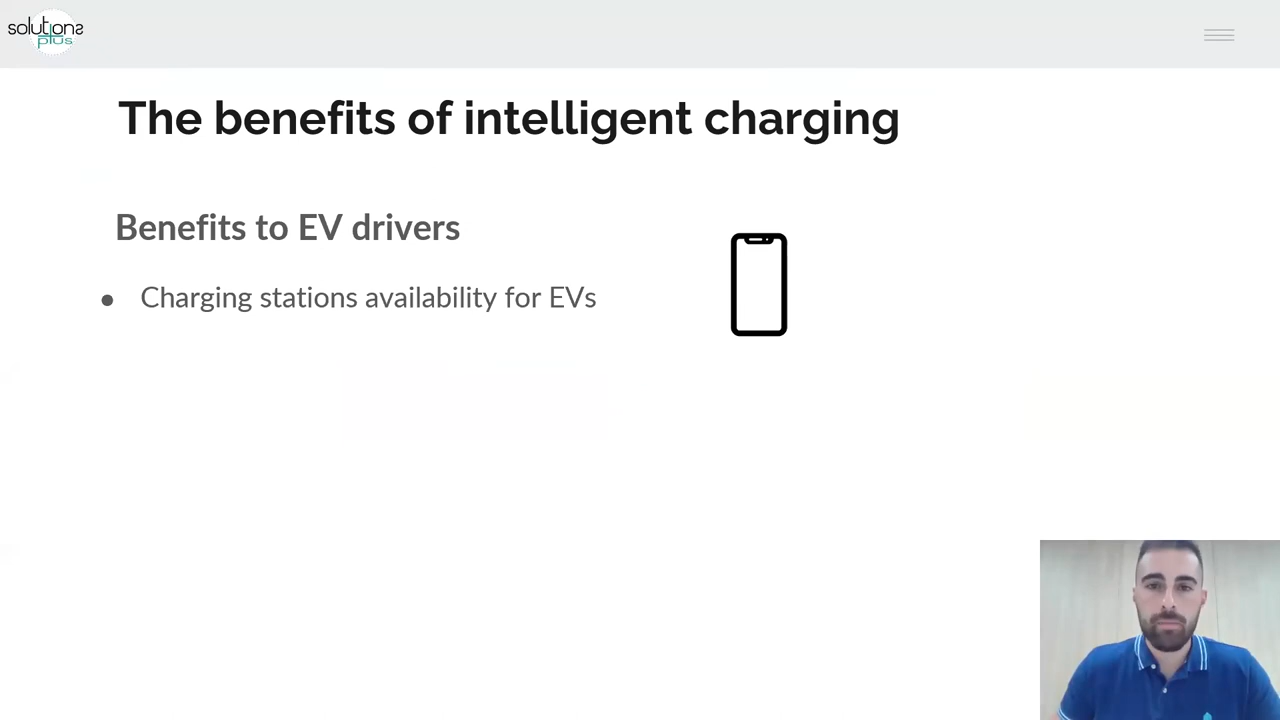 solutions
plus
The benefits of intelligent charging
Benefits to EV drivers
● Charging stations availability for EVs